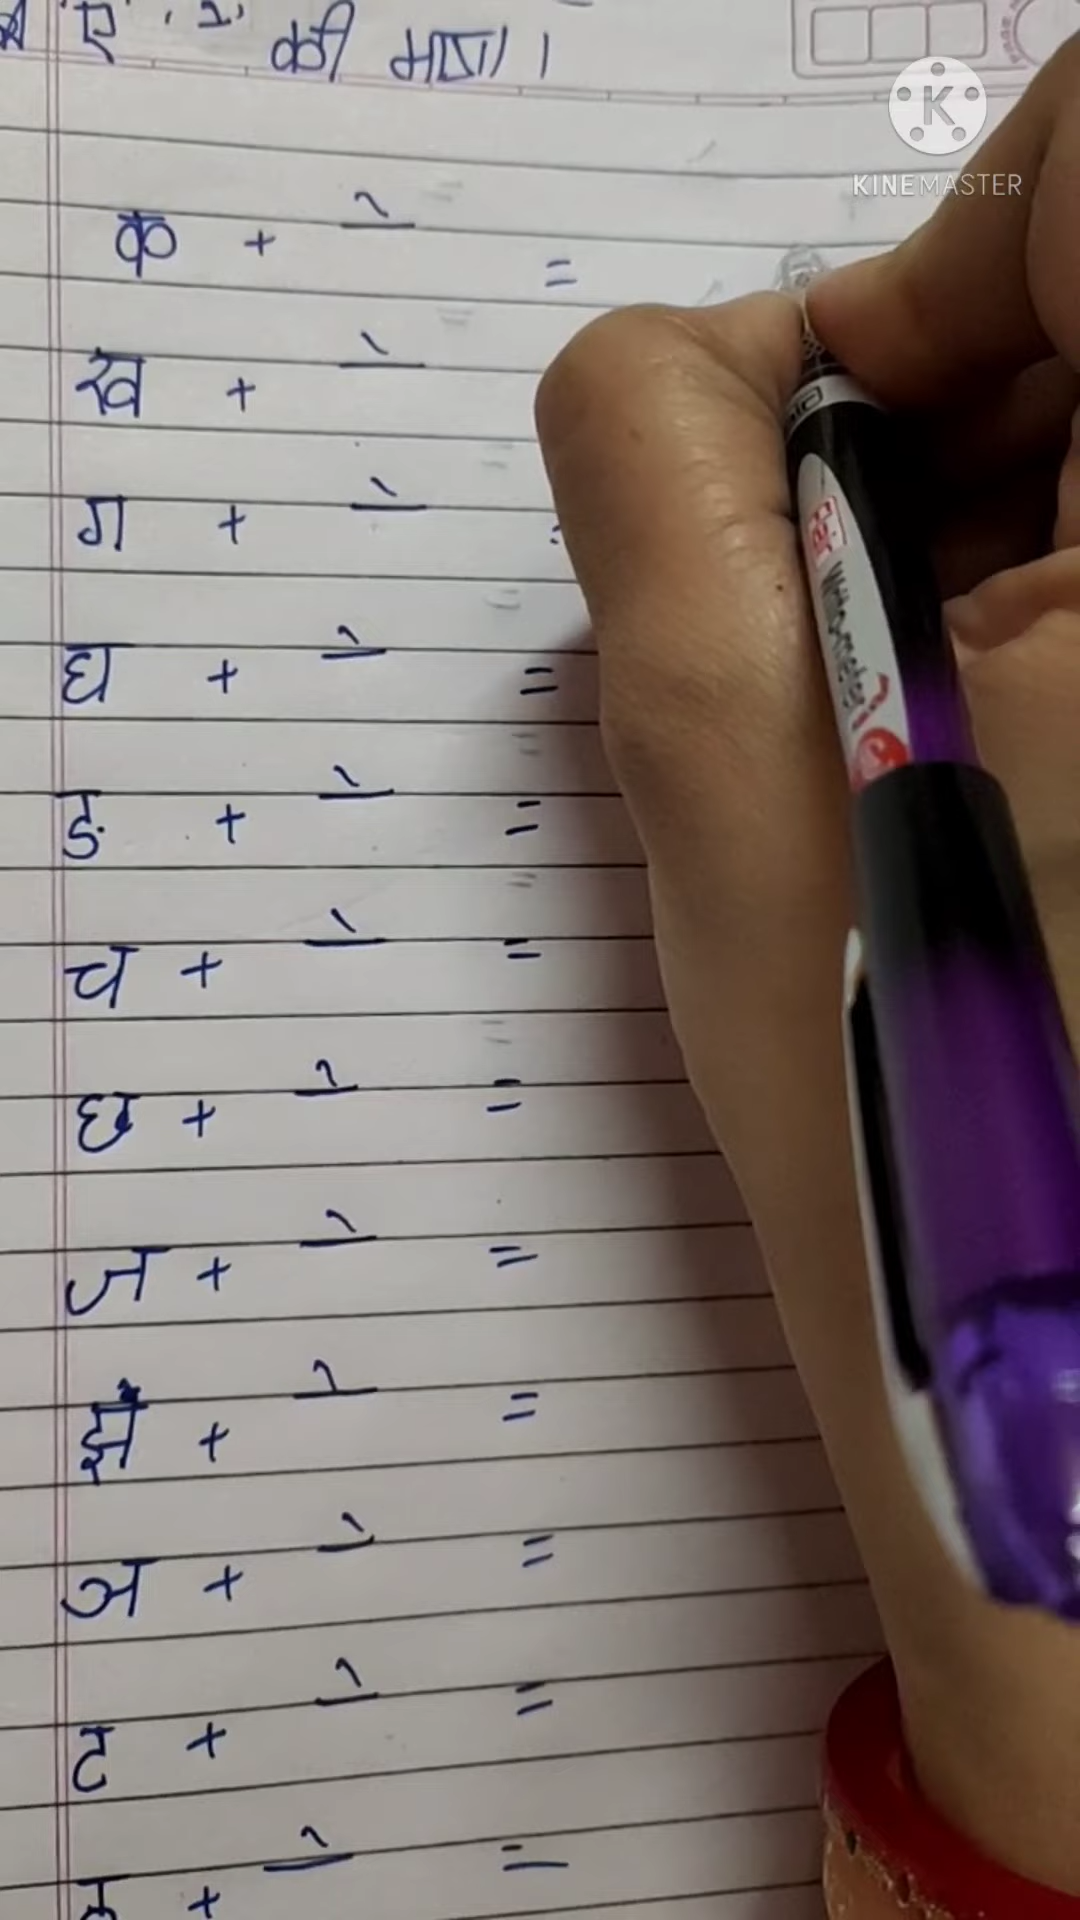 'ए' 'े' की मात्रा।
KINEMASTER
क + े =
ख + े
ग + े =
घ + े =
ङ + े =
च + े =
छ + े =
ज + े =
झ + े =
ञ + े =
ट + े =
+ े =